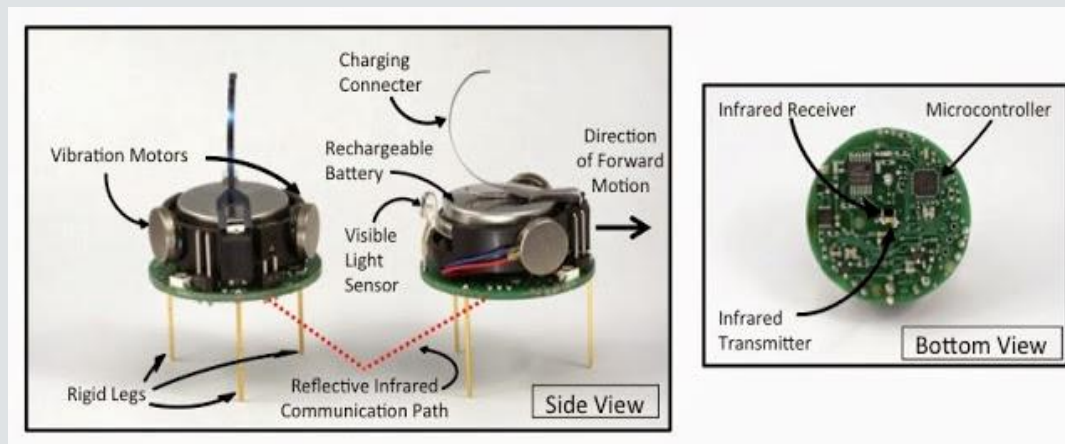 Charging
Connecter
Vibration Motors
Rechargeable
Battery
Direction
of Forward
Motion
Visible
Light
Sensor
Rigid Legs
Reflective Infrared
Communication Path
Side View
Infrared Receiver
Microcontroller
Infrared
Transmitter
Bottom View